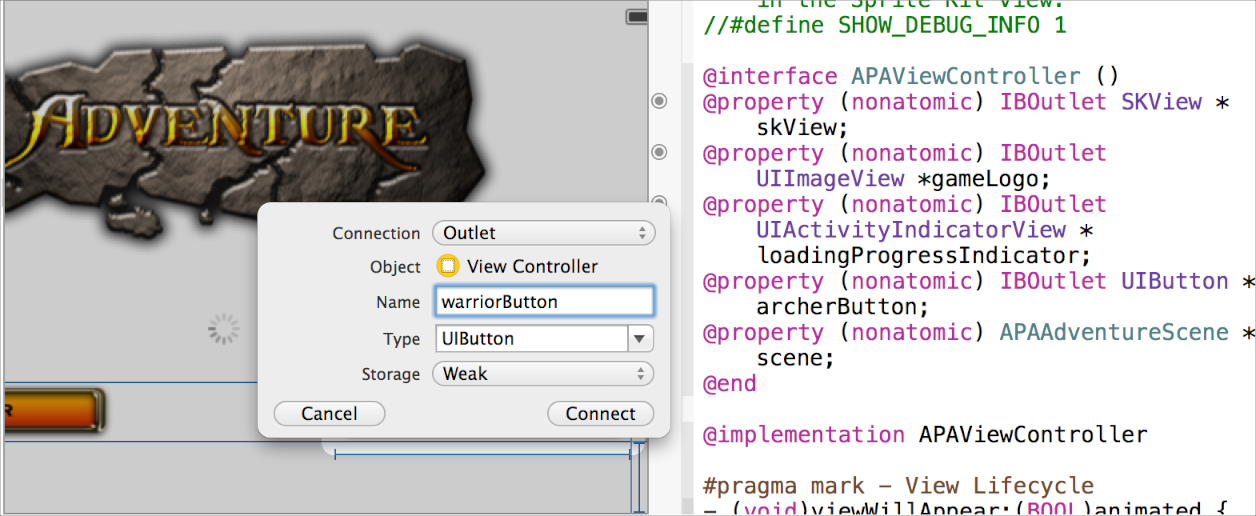 ADVENTURE
Connection Outlet
Object View Controller
Name warriorButton
Type UIButton
Storage Weak
Cancel Connect
R
in the Sprite Kit view.
//#define SHOW_DEBUG_INFO 1
@interface APAViewController ()
@property (nonatomic) IBOutlet SKView *
skView;
@property (nonatomic) IBOutlet
UIImageView *gameLogo;
@property (nonatomic) IBOutlet
UIActivityIndicatorView *
loadingProgressIndicator;
@property (nonatomic) IBOutlet UIButton *
archerButton;
@property (nonatomic) APAAdventureScene *
scene;
@end
@implementation APAViewController
#pragma mark - View Lifecycle
- (void)viewWillAppear:(BOOL)animated {